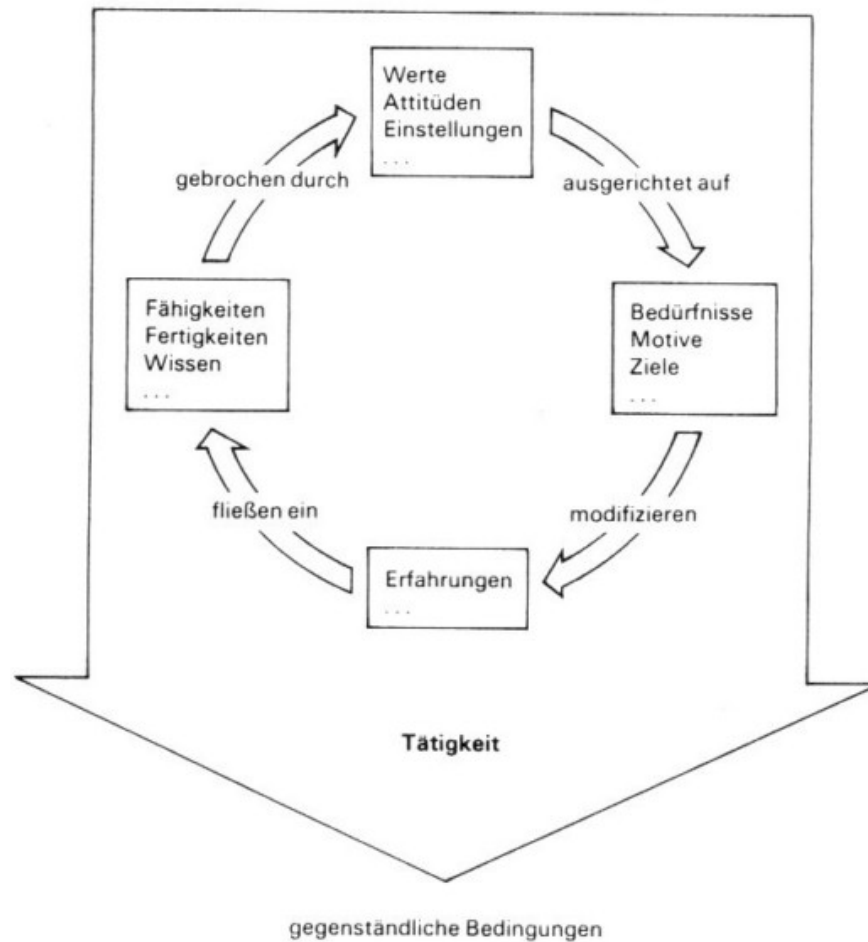 Werte
Attitüden
Einstellungen
...
gebrochen durch
ausgerichtet auf
Fähigkeiten
Fertigkeiten
Wissen
...
Bedürfnisse
Motive
Ziele
...
fließen ein
modifizieren
Erfahrungen
...
Tätigkeit
gegenständliche Bedingungen